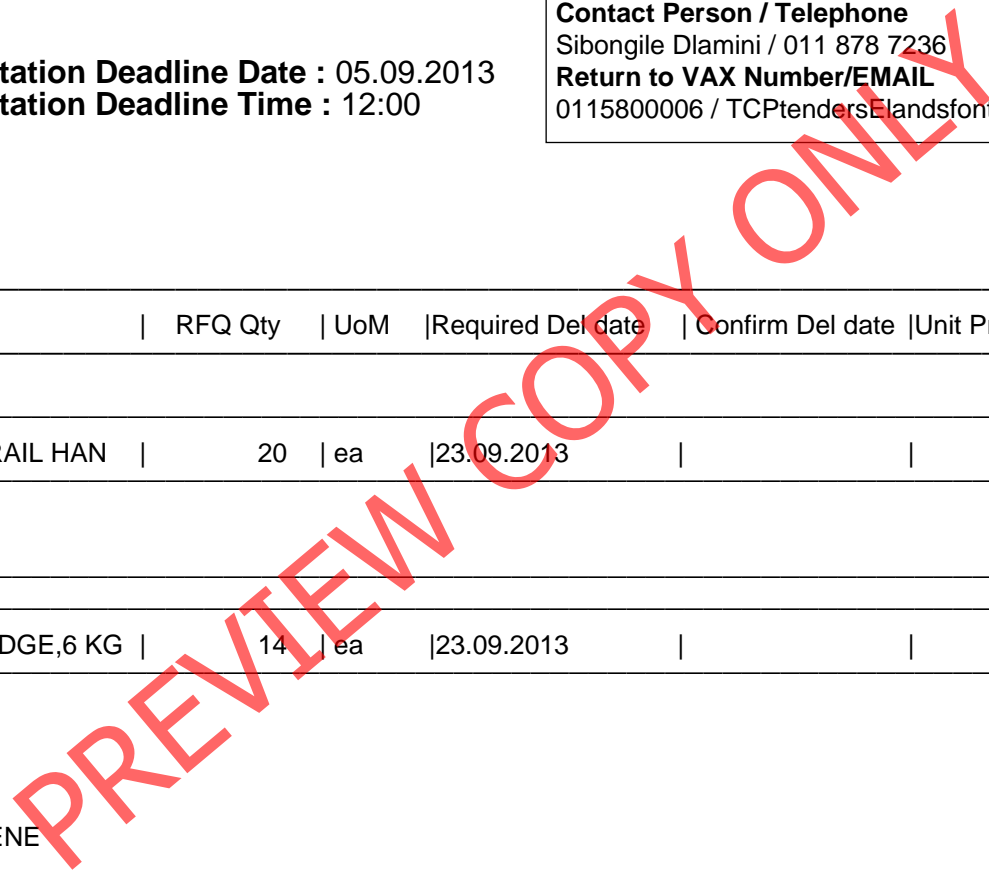 Contact Person / Telephone
Sibongile Dlamini / 011 878 7236
tation Deadline Date : 05.09.2013
Return to VAX Number/EMAIL
tation Deadline Time : 12:00
0115800006 / TCPtendersElandsfont
| RFQ Qty | UoM |Required Del date | Confirm Del date |Unit Pr
RAIL HAN | 20 | ea |23.09.2013 | |
DGE,6 KG | 14 | ea |23.09.2013 | |
ENE
PREVIEW COPY ONLY